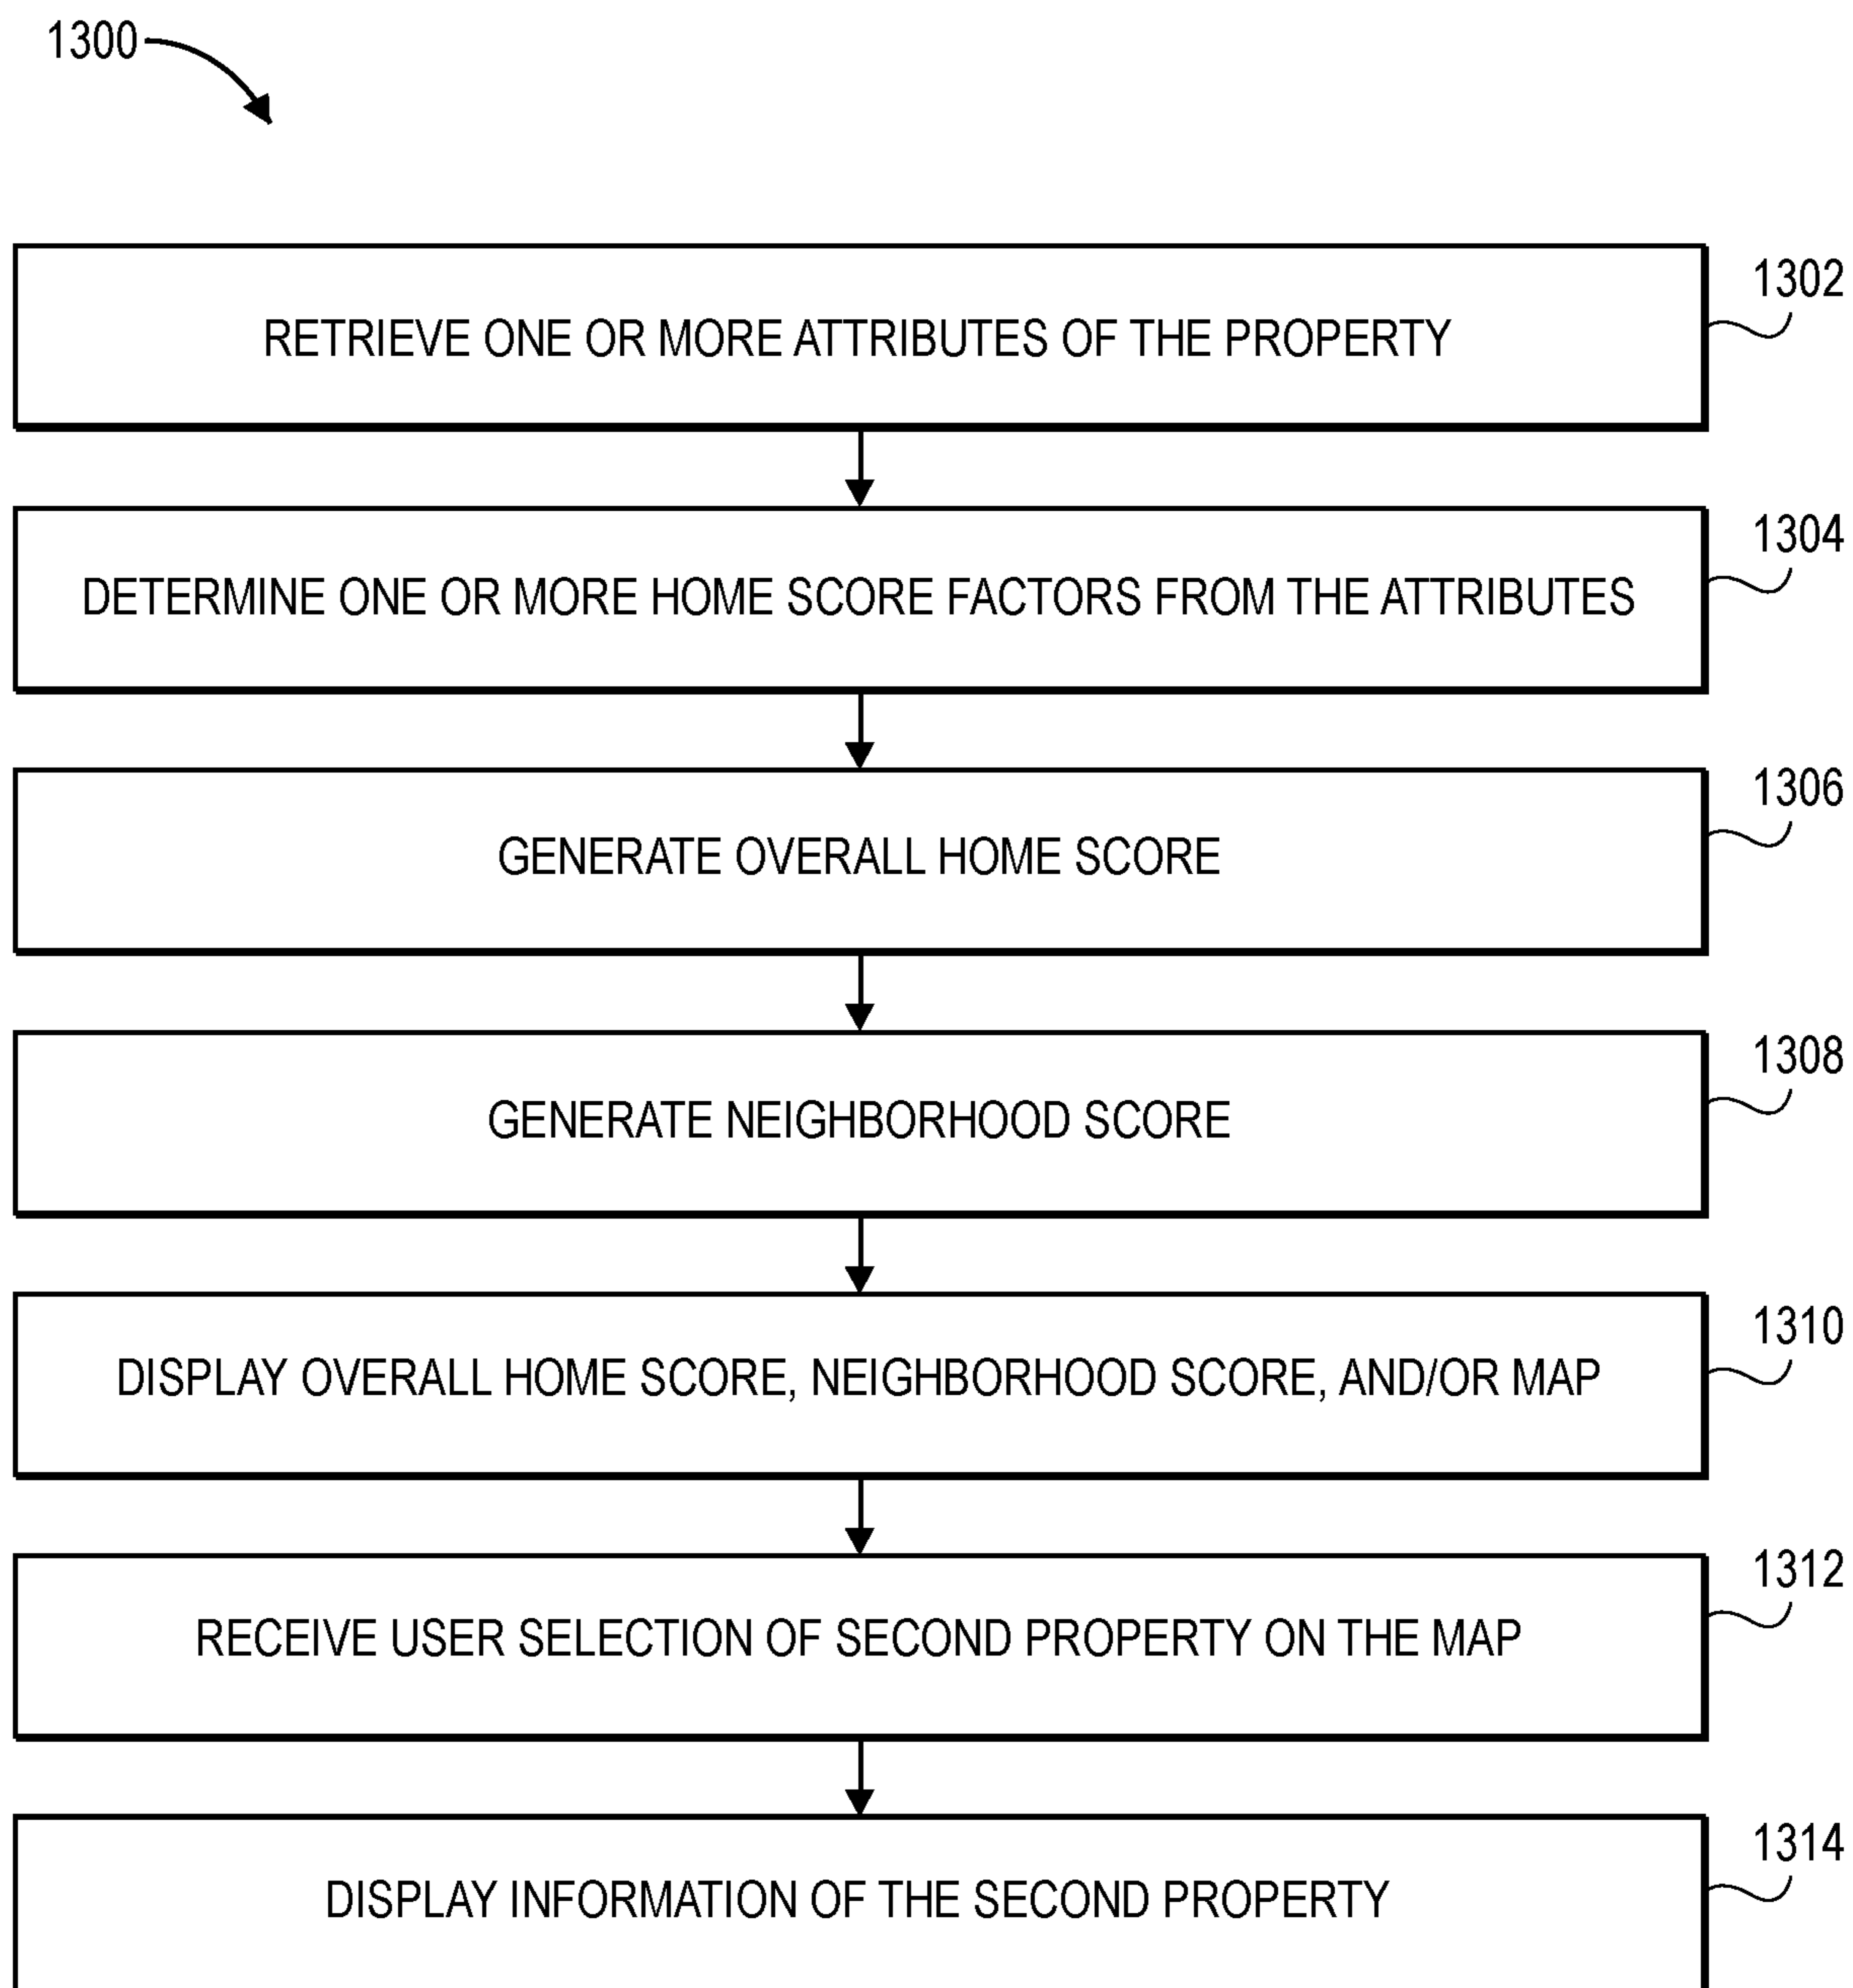 1300
RETRIEVE ONE OR MORE ATTRIBUTES OF THE PROPERTY
1302
DETERMINE ONE OR MORE HOME SCORE FACTORS FROM THE ATTRIBUTES
1304
GENERATE OVERALL HOME SCORE
1306
GENERATE NEIGHBORHOOD SCORE
1308
DISPLAY OVERALL HOME SCORE, NEIGHBORHOOD SCORE, AND/OR MAP
1310
RECEIVE USER SELECTION OF SECOND PROPERTY ON THE MAP
1312
DISPLAY INFORMATION OF THE SECOND PROPERTY
1314